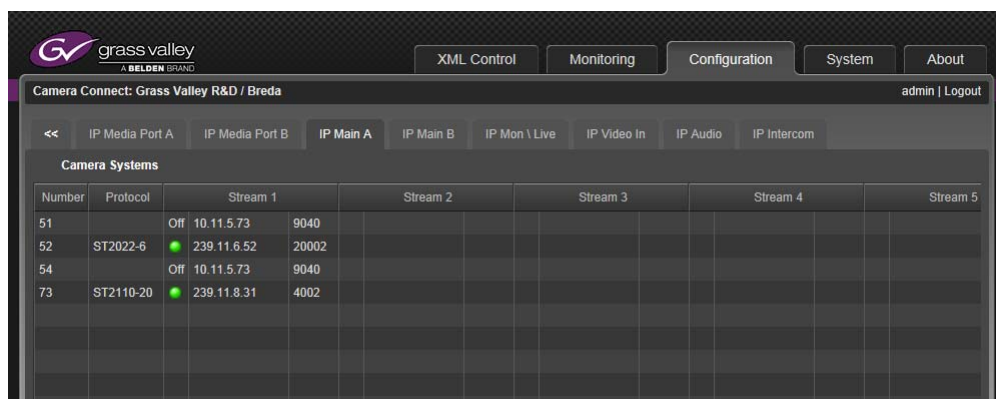 GV grass valley
A BELDEN BRAND
XML Control Monitoring Configuration System About
Camera Connect: Grass Valley R&D / Breda admin | Logout
<< IP Media Port A IP Media Port B IP Main A IP Main B IP Mon \ Live IP Video In IP Audio IP Intercom
Camera Systems
Number Protocol Stream 1 Stream 2 Stream 3 Stream 4 Stream 5
51 Off 10.11.5.73 9040
52 ST2022-6 239.11.6.52 20002
54 Off 10.11.5.73 9040
73 ST2110-20 239.11.8.31 4002